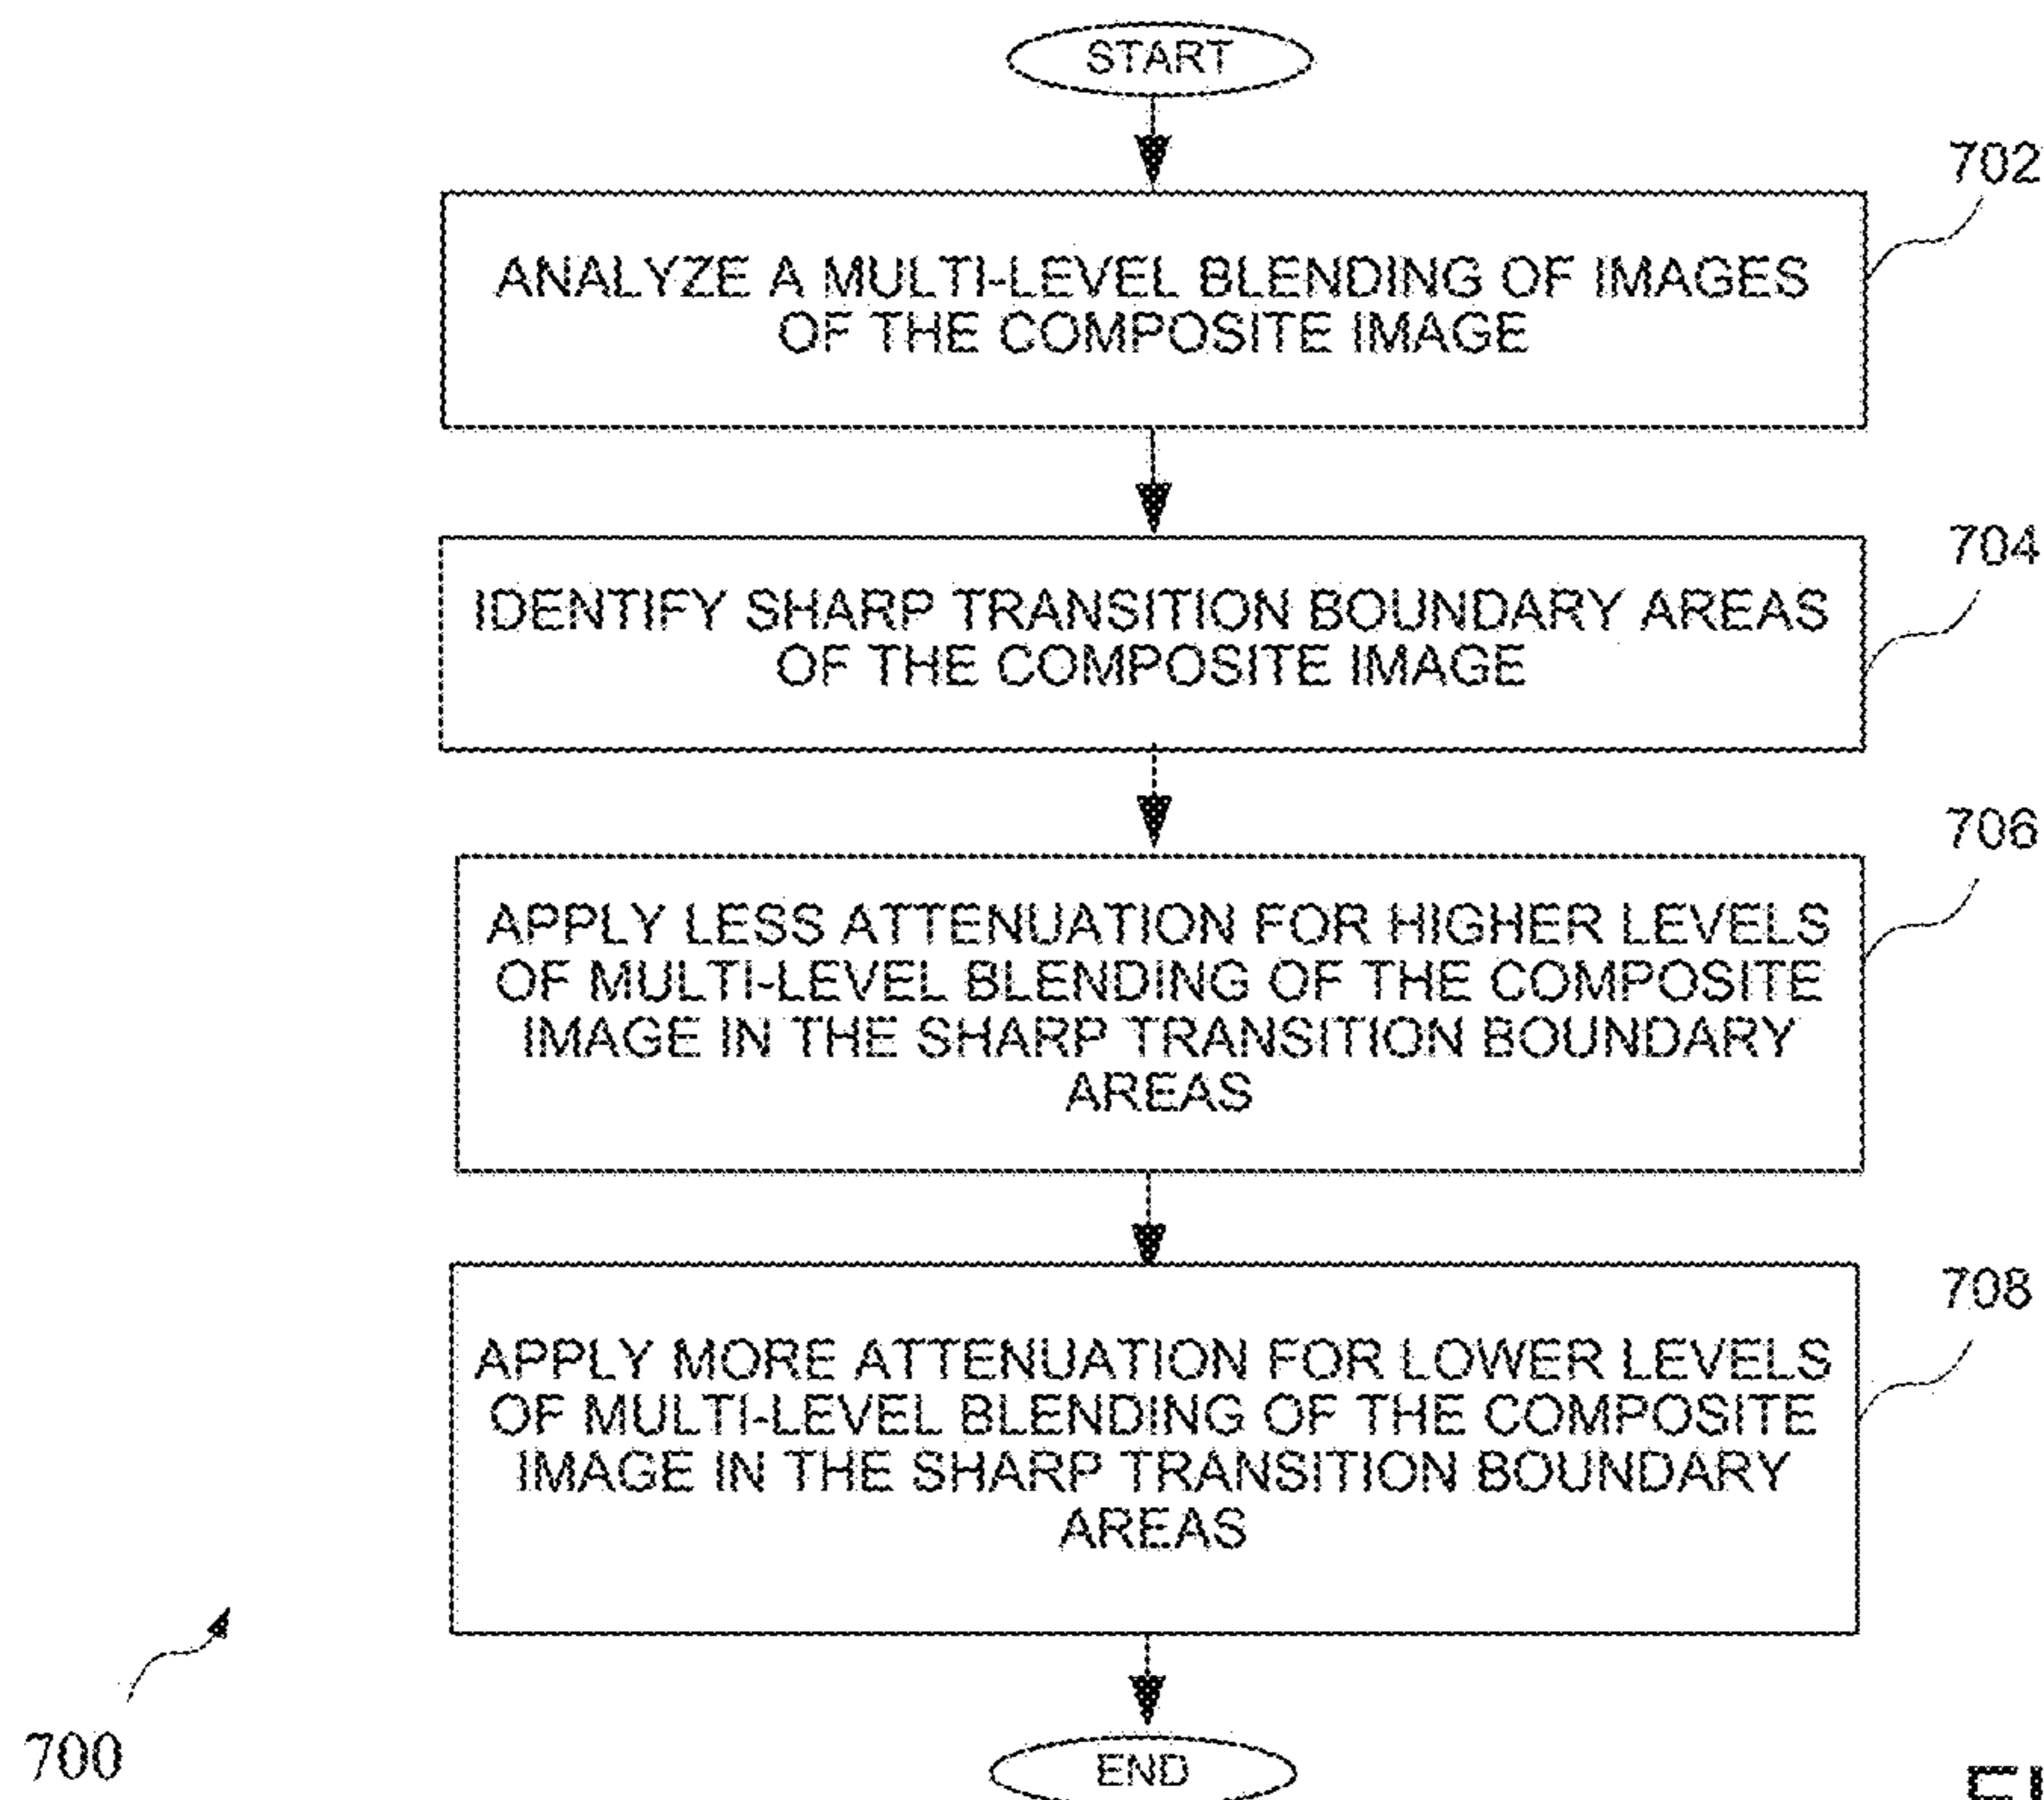 START
702
ANALYZE A MULTI-LEVEL BLENDING OF IMAGES
OF THE COMPOSITE IMAGE
704
IDENTIFY SHARP TRANSITION BOUNDARY AREAS
OF THE COMPOSITE IMAGE
706
APPLY LESS ATTENUATION FOR HIGHER LEVELS
OF MULTI-LEVEL BLENDING OF THE COMPOSITE
IMAGE IN THE SHARP TRANSITION BOUNDARY
AREAS
708
APPLY MORE ATTENUATION FOR LOWER LEVELS
OF MULTI-LEVEL BLENDING OF THE COMPOSITE
IMAGE IN THE SHARP TRANSITION BOUNDARY
AREAS
700
END